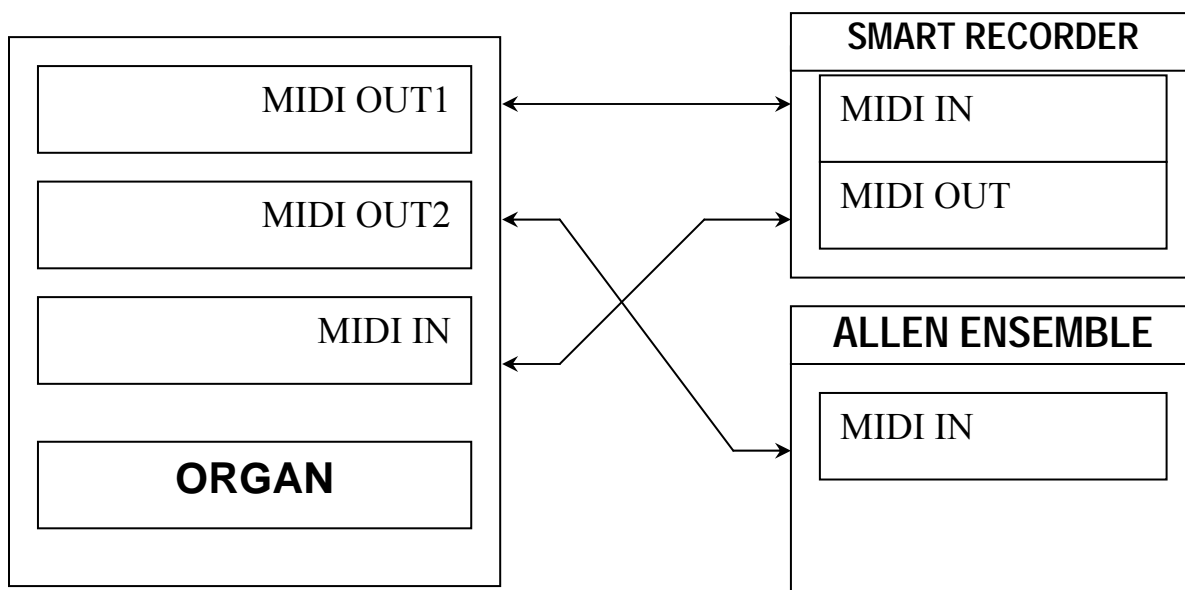 MIDI OUT1
MIDI OUT2
MIDI IN
ORGAN
SMART RECORDER
MIDI IN
MIDI OUT
ALLEN ENSEMBLE
MIDI IN